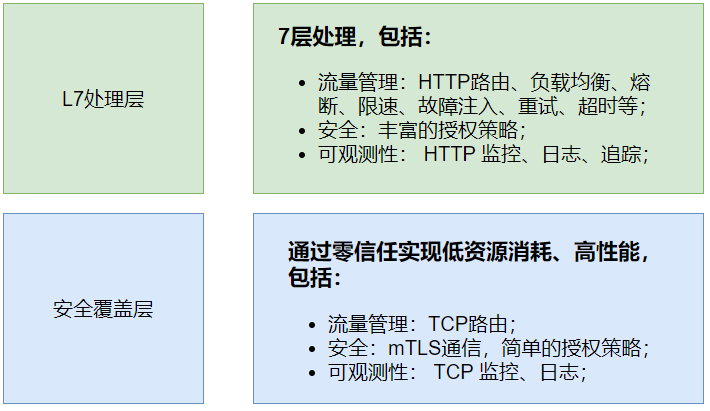 L7处理层
7层处理，包括：
• 流量管理：HTTP路由、负载均衡、熔
断、限速、故障注入、重试、超时等；
• 安全：丰富的授权策略；
• 可观测性： HTTP 监控、日志、追踪；
安全覆盖层
通过零信任实现低资源消耗、高性能，
包括：
• 流量管理：TCP路由；
• 安全：mTLS通信，简单的授权策略；
• 可观测性： TCP 监控、日志；